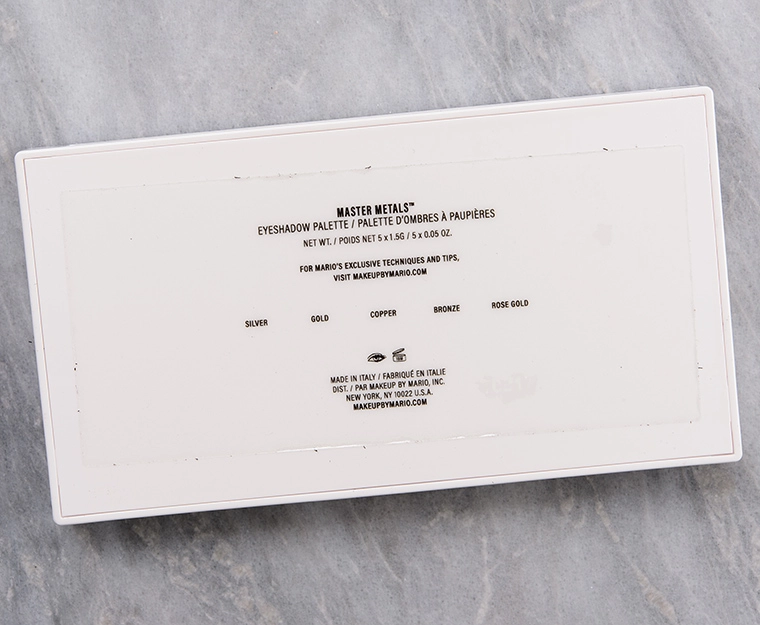 MASTER METALS™
EYESHADOW PALETTE / PALETTE D'OMBRES À PAUPIÈRES
NET WT. / POIDS NET 5 x 1.5G / 5 x 0.05 OZ.
FOR MARIO'S EXCLUSIVE TECHNIQUES AND TIPS,
VISIT MAKEUPBYMARIO.COM
SILVER GOLD COPPER BRONZE ROSE GOLD
MADE IN ITALY / FABRIQUÉ EN ITALIE
DIST. / PAR MAKEUP BY MARIO, INC.
NEW YORK, NY 10022 U.S.A.
MAKEUPBYMARIO.COM